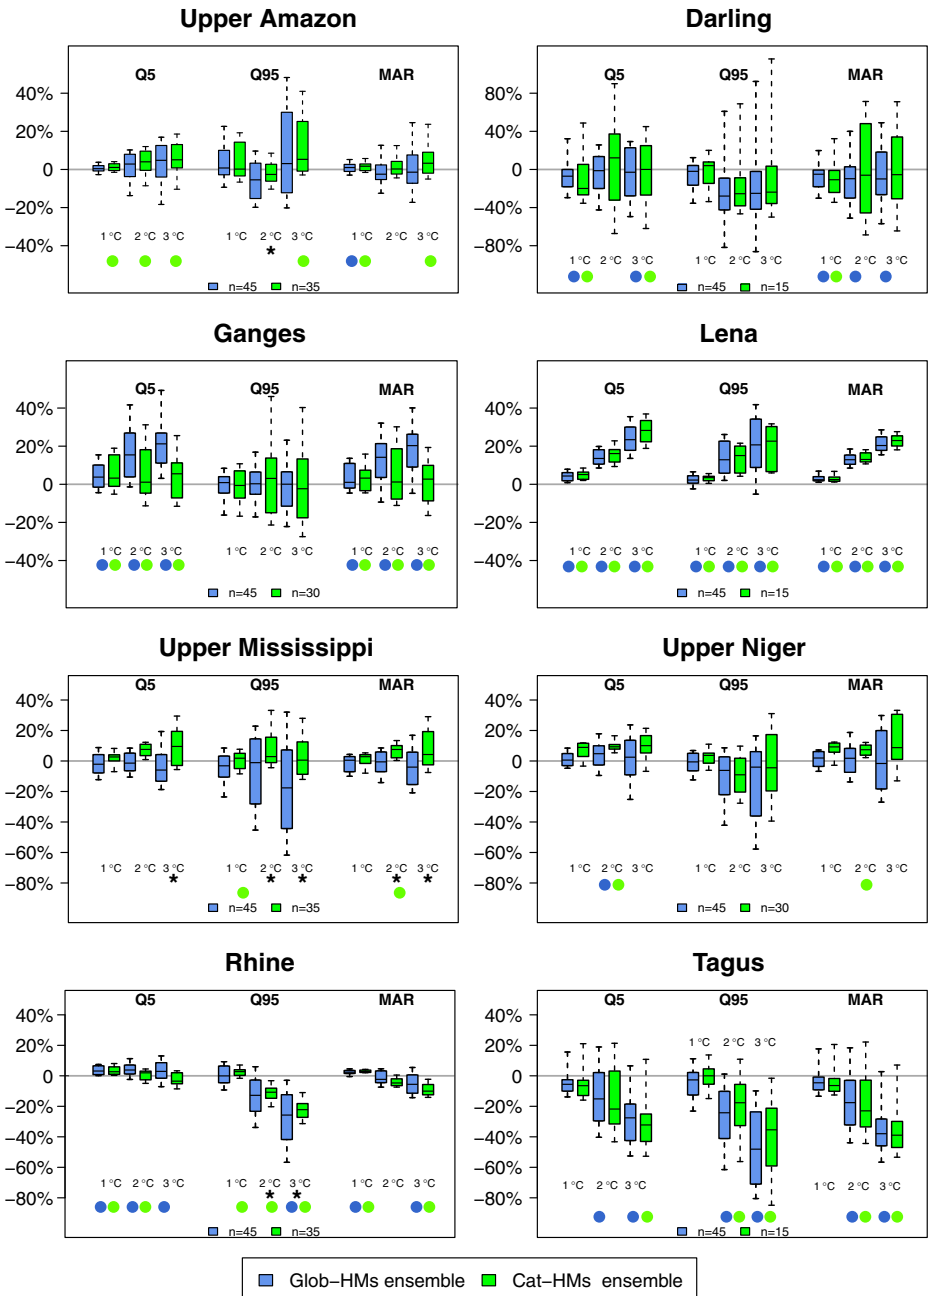 Upper Amazon Darling
Q5 Q95 MAR Q5 Q95 MAR
40% 80%
20% 40%
0 0
−20% −40%
−40% −80%
1 °C 2 °C 3 °C 1 °C 2 °C 3 °C 1 °C 2 °C 3 °C 1 °C 2 °C 3 °C 1 °C 2 °C 3 °C 1 °C 2 °C 3 °C
*
n=45 n=35 n=45 n=15
Ganges Lena
Q5 Q95 MAR Q5 Q95 MAR
40% 40%
20% 20%
0 0
−20% −20%
−40% −40%
1 °C 2 °C 3 °C 1 °C 2 °C 3 °C 1 °C 2 °C 3 °C 1 °C 2 °C 3 °C 1 °C 2 °C 3 °C 1 °C 2 °C 3 °C
n=45 n=30 n=45 n=15
Upper Mississippi Upper Niger
Q5 Q95 MAR Q5 Q95 MAR
40% 40%
20% 20%
0 0
−20% −20%
−40% −40%
−60% −60%
−80% −80%
1 °C 2 °C 3 °C 1 °C 2 °C 3 °C 1 °C 2 °C 3 °C 1 °C 2 °C 3 °C 1 °C 2 °C 3 °C 1 °C 2 °C 3 °C
* * * * *
n=45 n=35 n=45 n=30
Rhine Tagus
Q5 Q95 MAR Q5 Q95 MAR
40% 40%
20% 20%
0 0
−20% −20%
−40% −40%
−60% −60%
−80% −80%
1 °C 2 °C 3 °C 1 °C 2 °C 3 °C 1 °C 2 °C 3 °C 1 °C 2 °C 3 °C 1 °C 2 °C 3 °C 1 °C 2 °C 3 °C
* *
n=45 n=35 n=45 n=15
Glob−HMs ensemble Cat−HMs ensemble